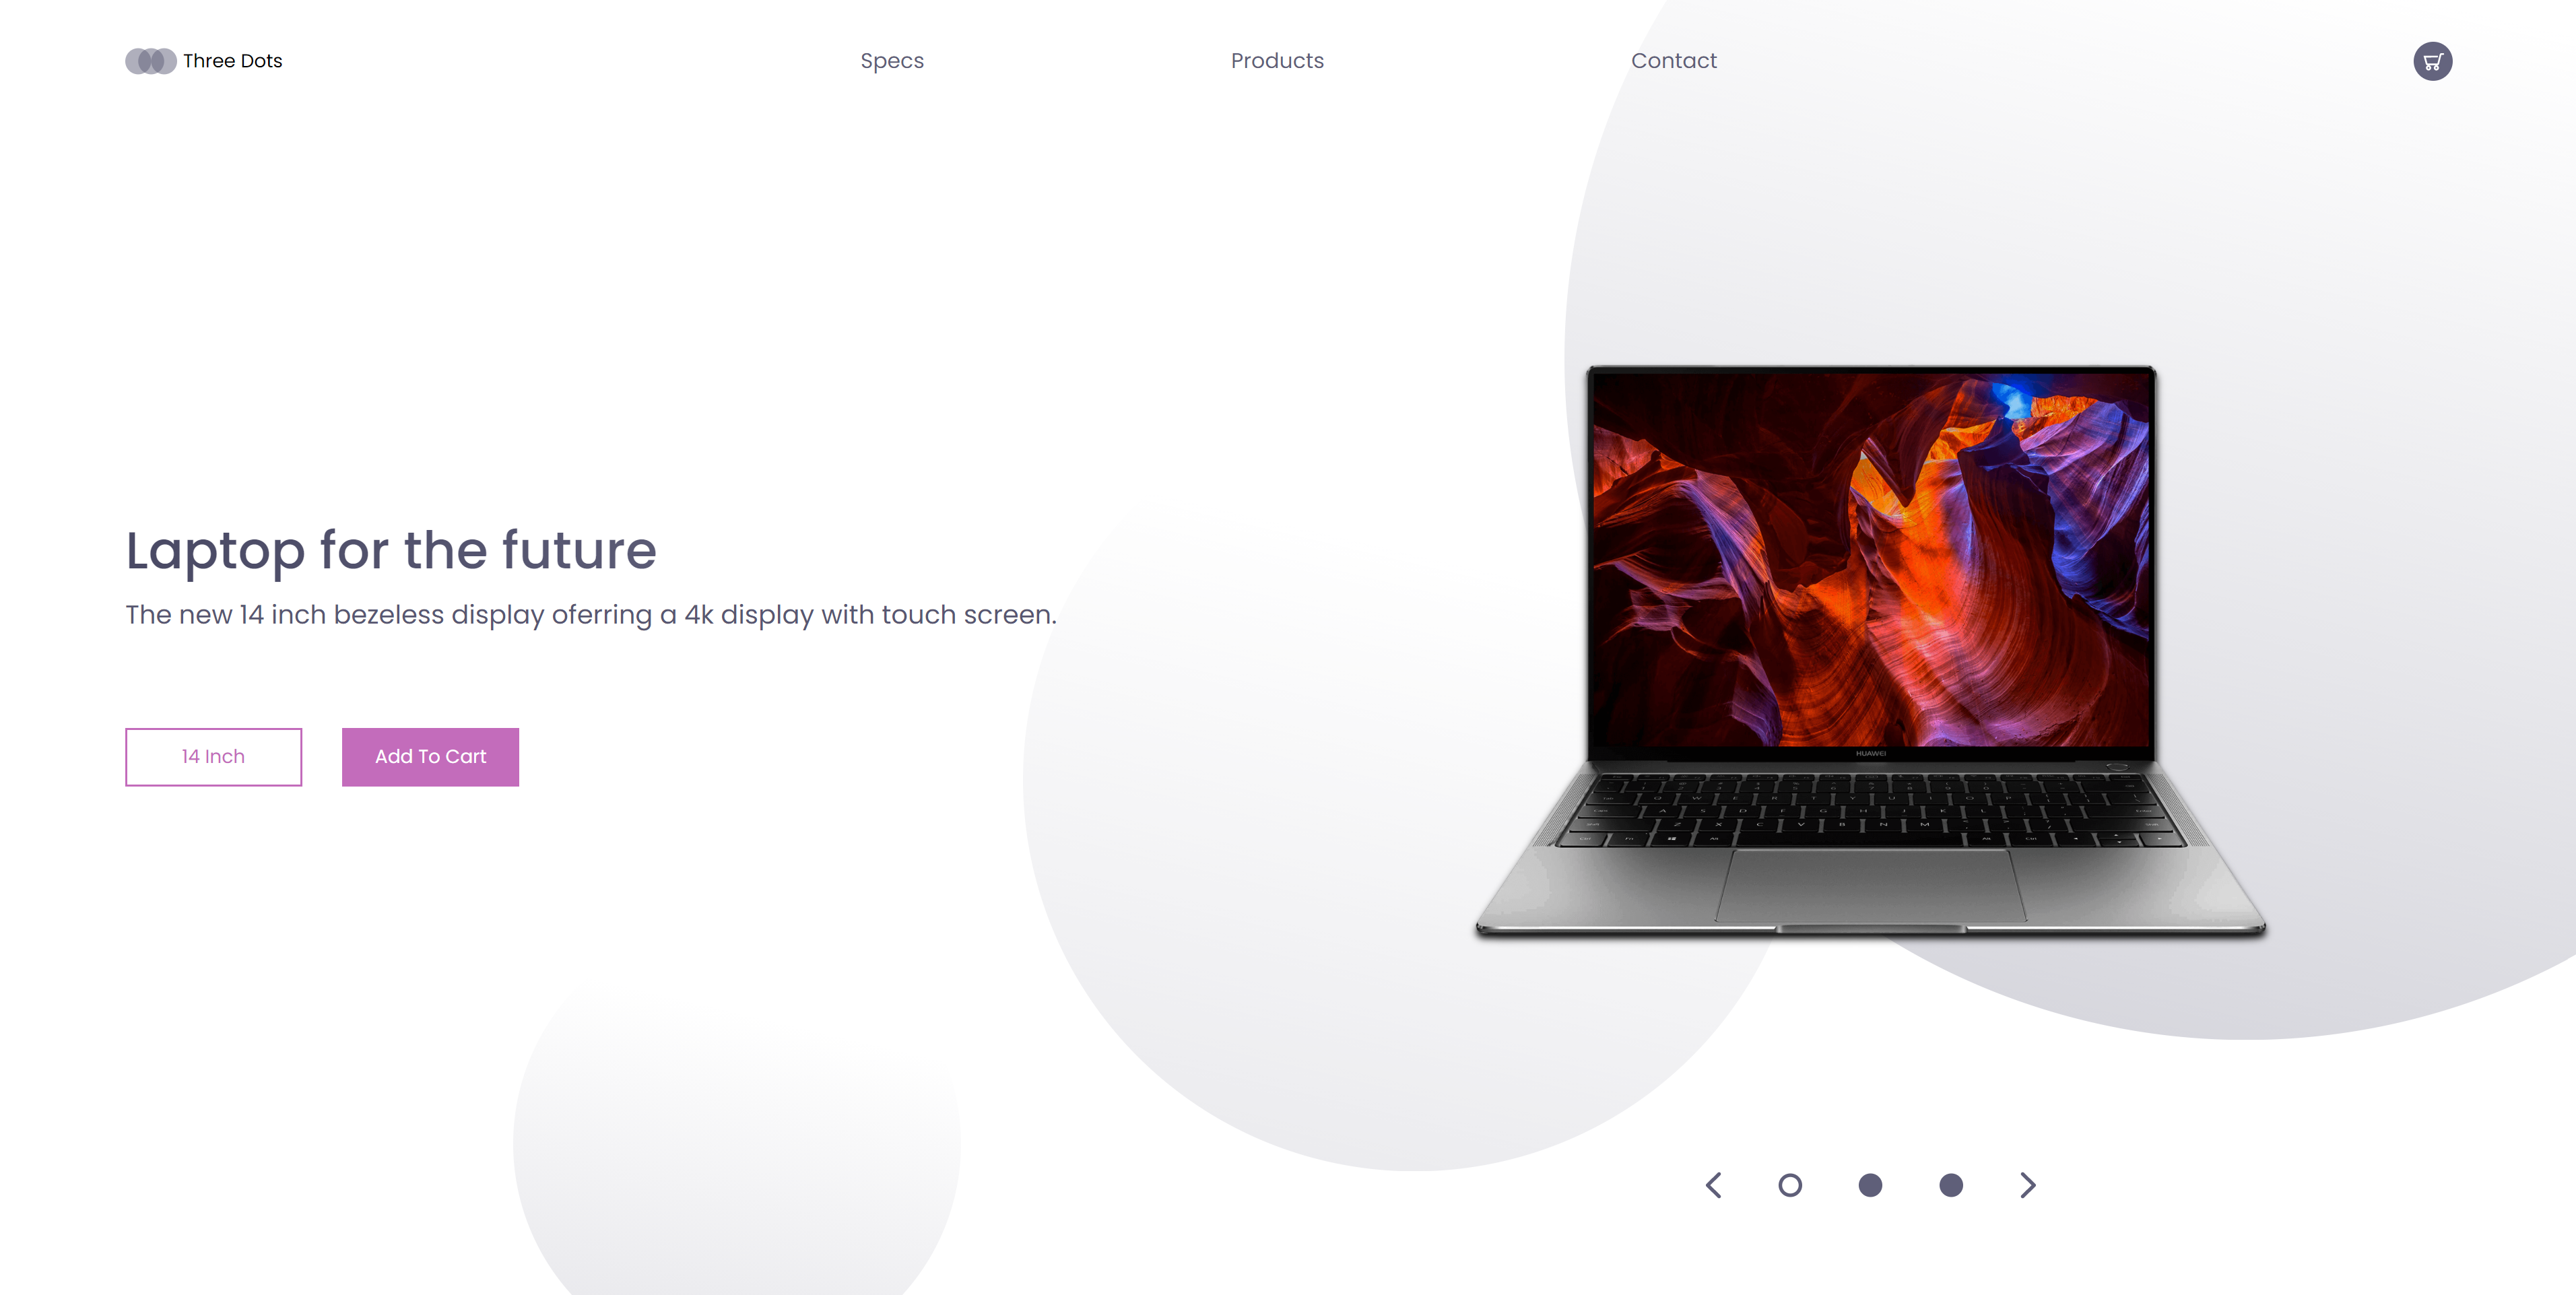 Three Dots
Specs
Products
Contact
Laptop for the future
The new 14 inch bezeless display oferring a 4k display with touch screen.
14 Inch
Add To Cart
HUAWEI